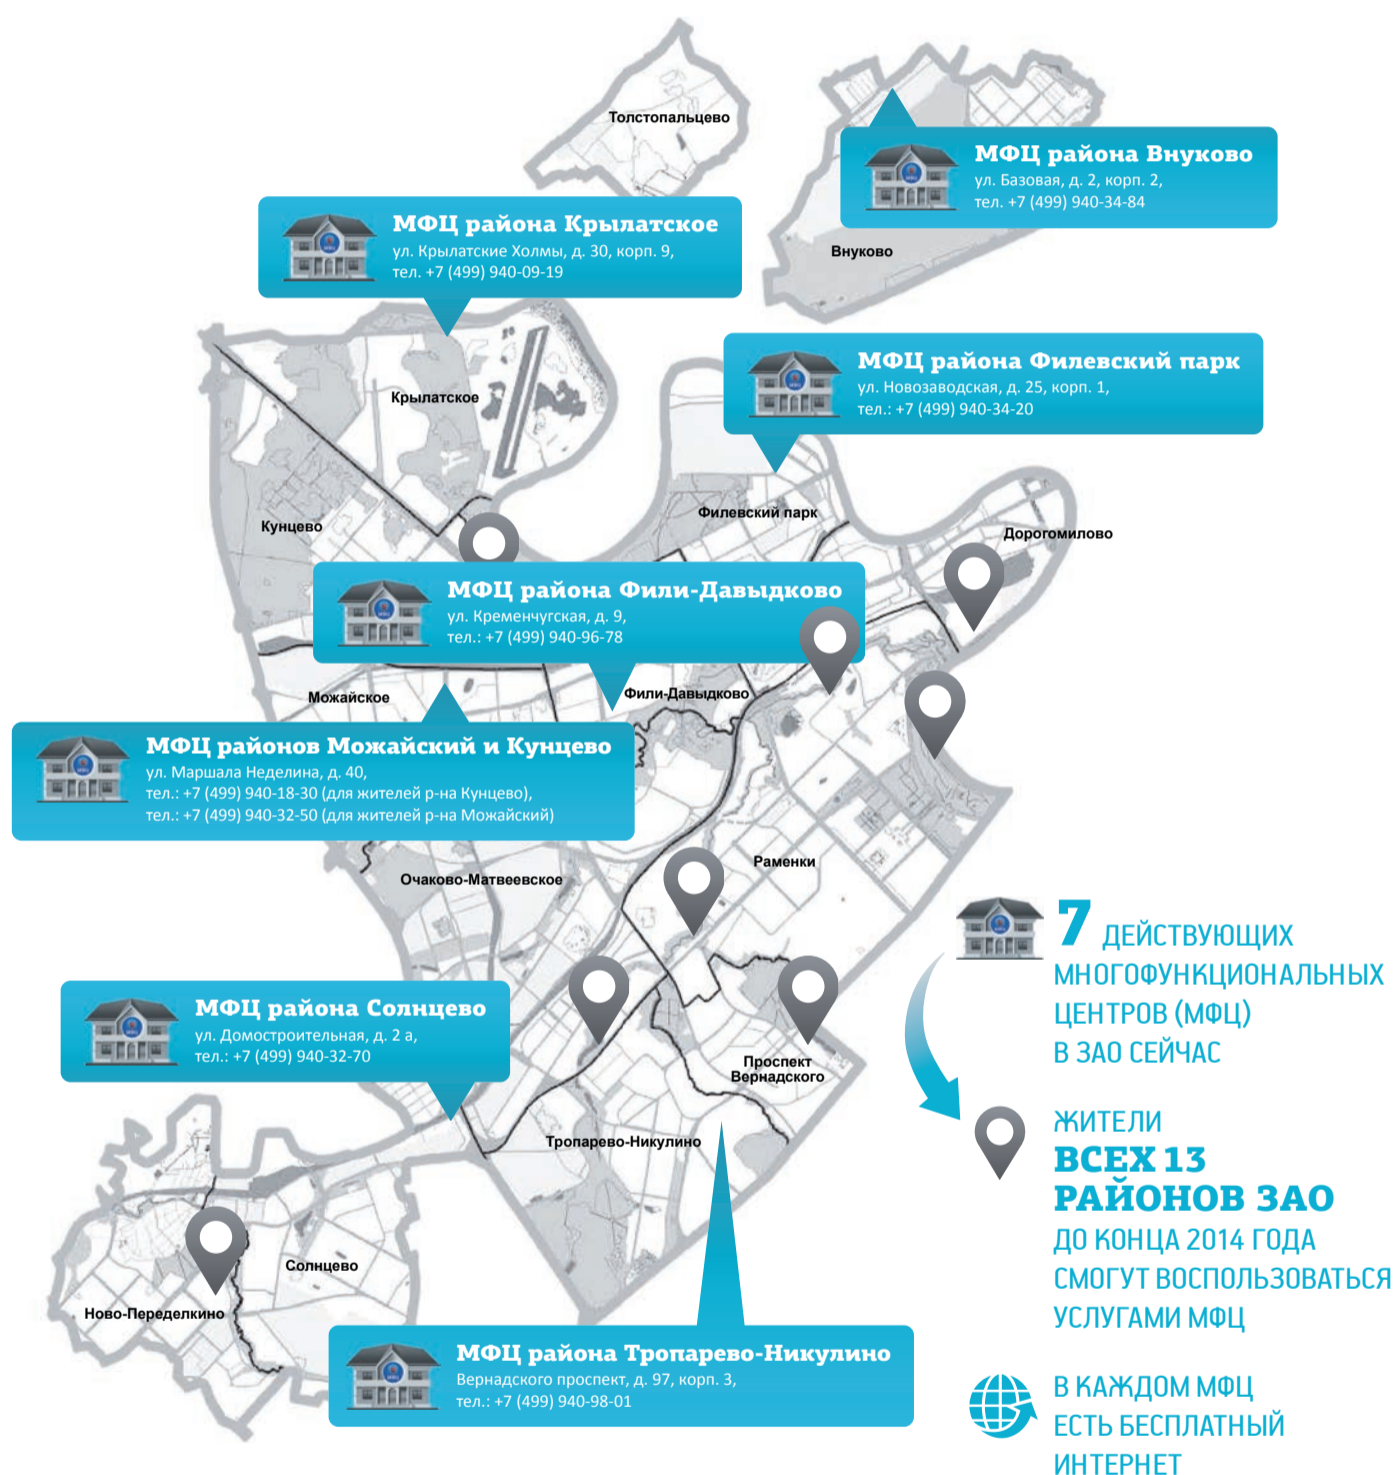 Толстопальцево
МФЦ района Внуково
ул. Базовая, д. 2, корп. 2,
тел. +7 (499) 940-34-84
Внуково
МФЦ района Крылатское
ул. Крылатские Холмы, д. 30, корп. 9,
тел. +7 (499) 940-09-19
МФЦ района Филевский парк
ул. Новозаводская, д. 25, корп. 1,
тел.: +7 (499) 940-34-20
Крылатское
Кунцево
Филевский парк
Дорогомилово
МФЦ района Фили-Давыдково
ул. Кременчугская, д. 9,
тел.: +7 (499) 940-96-78
Можайское
Фили-Давыдково
МФЦ районов Можайский и Кунцево
ул. Маршала Неделина, д. 40,
тел.: +7 (499) 940-18-30 (для жителей р-на Кунцево),
тел.: +7 (499) 940-32-50 (для жителей р-на Можайский)
Раменки
Очаково-Матвеевское
МФЦ района Солнцево
ул. Домостроительная, д. 2 а,
тел.: +7 (499) 940-32-70
Проспект
Вернадского
Тропарево-Никулино
Солнцево
Ново-Переделкино
МФЦ района Тропарево-Никулино
Вернадского проспект, д. 97, корп. 3,
тел.: +7 (499) 940-98-01
7 ДЕЙСТВУЮЩИХ
МНОГОФУНКЦИОНАЛЬНЫХ
ЦЕНТРОВ (МФЦ)
В ЗАО СЕЙЧАС
ЖИТЕЛИ
ВСЕХ 13
РАЙОНОВ ЗАО
ДО КОНЦА 2014 ГОДА
СМОГУТ ВОСПОЛЬЗОВАТЬСЯ
УСЛУГАМИ МФЦ
В КАЖДОМ МФЦ
ЕСТЬ БЕСПЛАТНЫЙ
ИНТЕРНЕТ